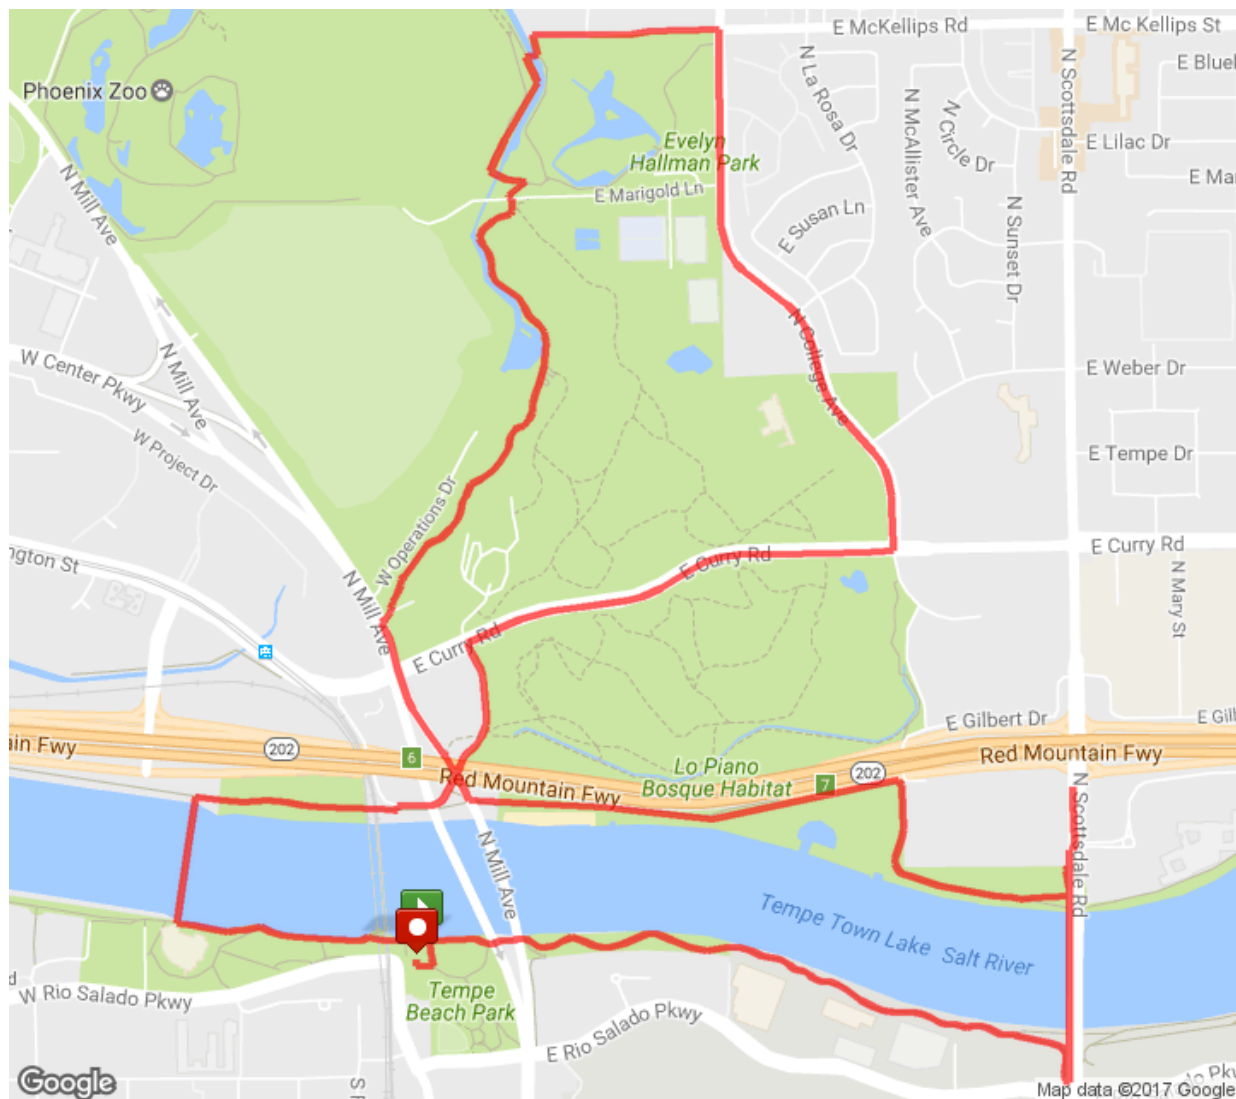 E McKellips Rd
E Mc Kellips St
N Scottsdale Rd
Phoenix Zoo
N La Rosa Dr
N McAllister Ave
N Circle Dr
E Lilac Dr
Evelyn
Hallman Park
E Marigold Ln
N Mill Ave
E Susan Ln
N Sunset Dr
N College Ave
W Center Pkwy
N Mill Ave
E Weber Dr
W Project Dr
E Tempe Dr
W Operations Dr
ngton St
E Curry Rd
E Curry Rd
N Mill Ave
E Curry Rd
N Mary St
E Gilbert Dr
E Gil
ain Fwy
202
6
Red Mountain Fwy
Lo Piano
Bosque Habitat
7
202
Red Mountain Fwy
N Scottsdale Rd
N Mill Ave
Tempe Town Lake Salt River
d
W Rio Salado Pkwy
Tempe
Beach Park
E Rio Salado Pkwy
Google
Map data ©2017 Google